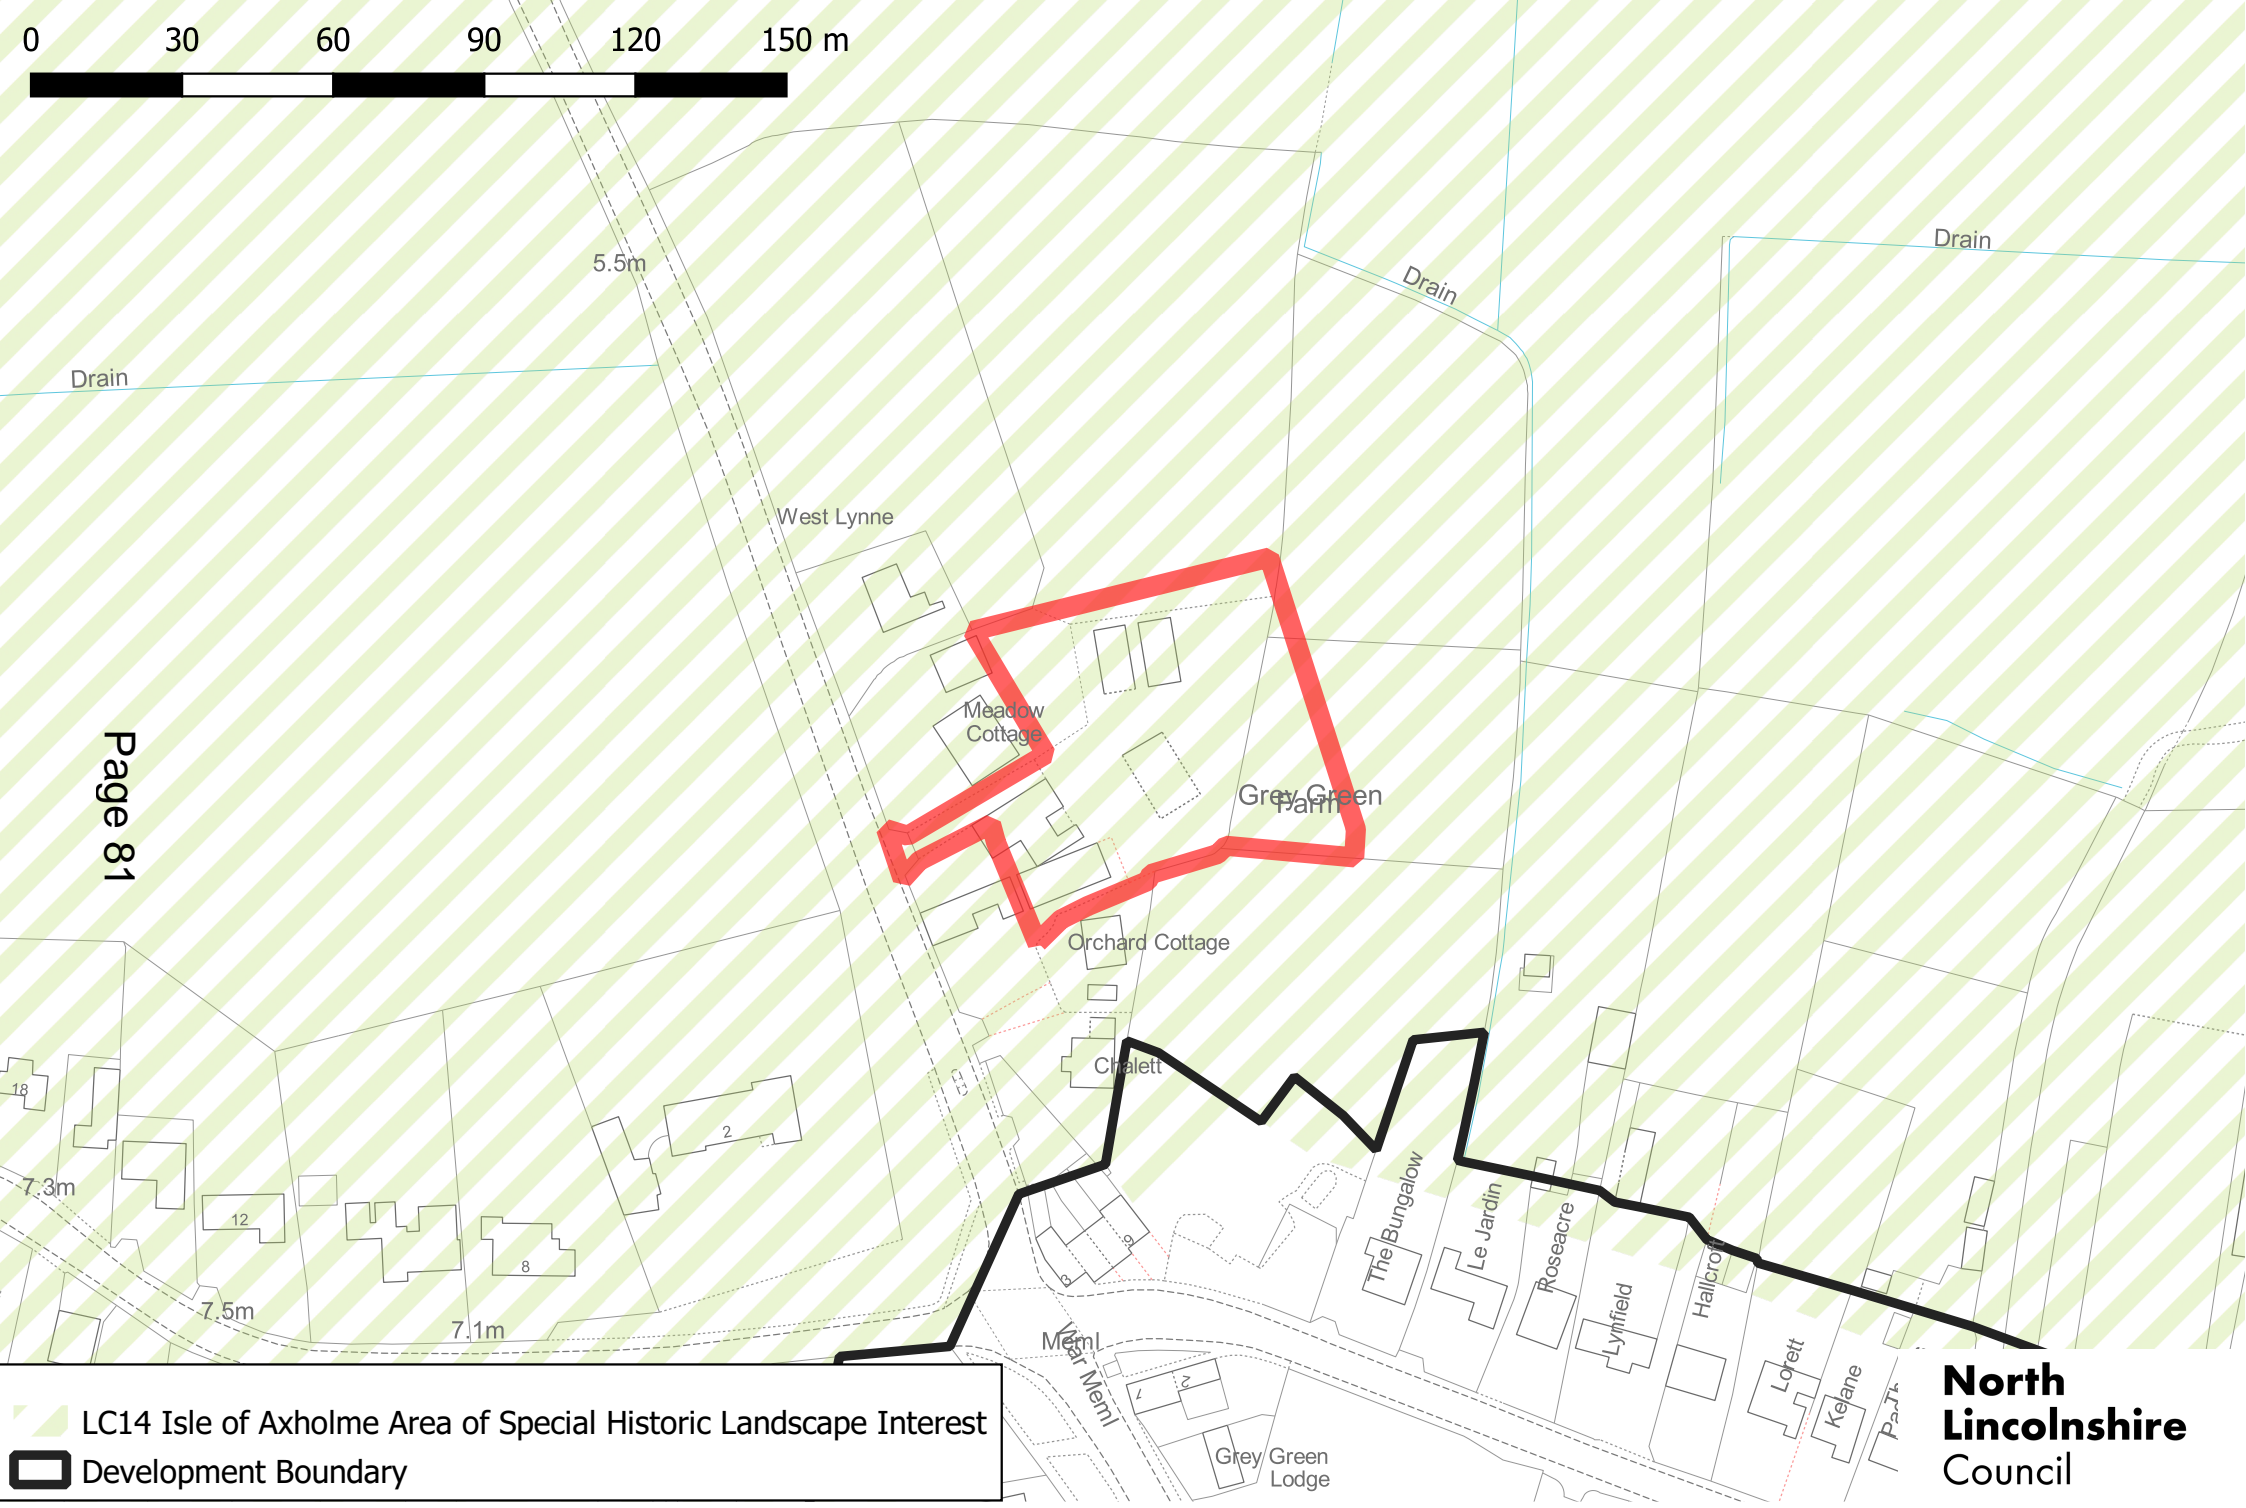 0 30 60 90 120 150 m
Drain
5.5m
Drain
Drain
West Lynne
Meadow
Cottage
Page 81
Grey Green
Farm
Orchard Cottage
Chalett
18
2
7.3m
12
8
7.5m
7.1m
9
3
The Bungalow
Le Jardin
Roseacre
Lynfield
Hallcroft
Lorett
Kelane
Meml
War Meml
2
Grey Green
Lodge
LC14 Isle of Axholme Area of Special Historic Landscape Interest
Development Boundary
North
Lincolnshire
Council